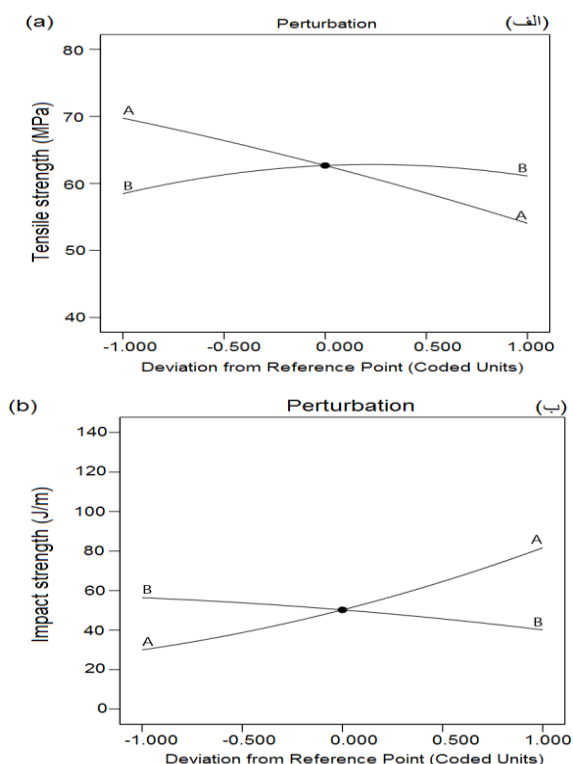 (a) Perturbation (الف)
80
70
60
50
40
Tensile strength (MPa)
A
B
B
A
-1.000 -0.500 0.000 0.500 1.000
Deviation from Reference Point (Coded Units)
(b) Perturbation (ب)
140
120
100
80
60
40
20
0
Impact strength (J/m)
A
B
A
B
-1.000 -0.500 0.000 0.500 1.000
Deviation from Reference Point (Coded Units)